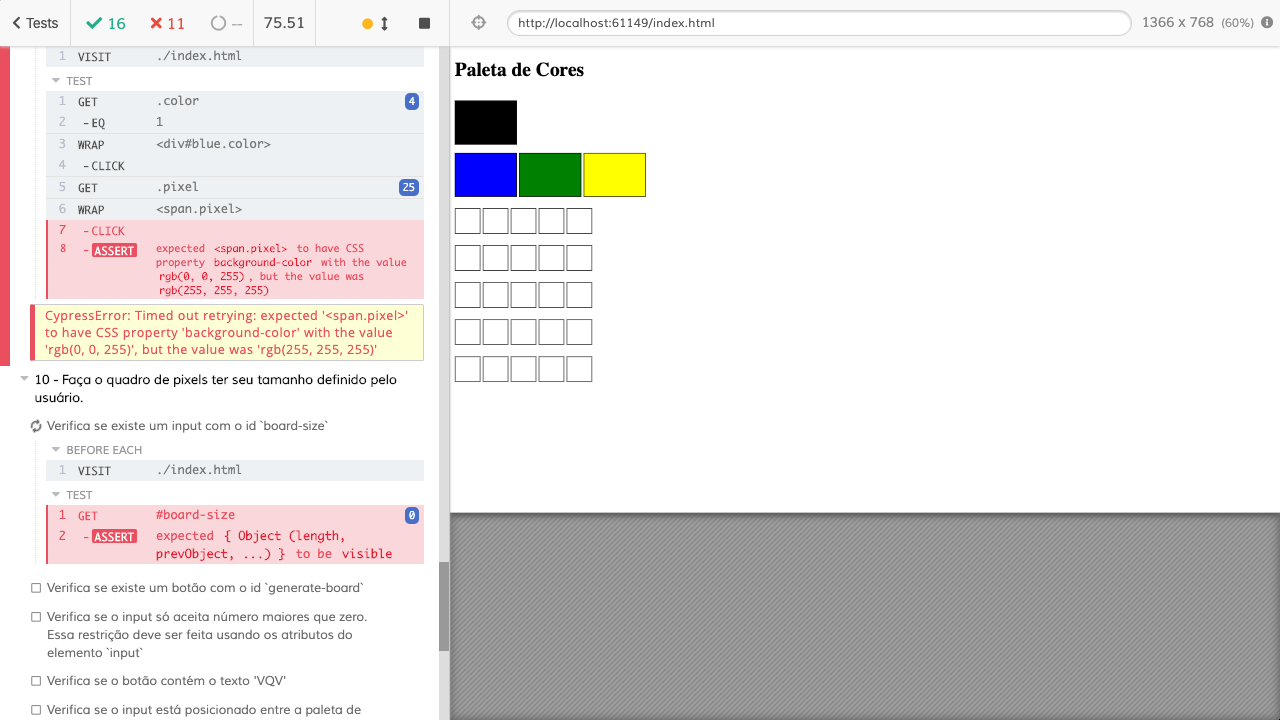 Tests 16 11 -- 75.51
http://localhost:61149/index.html 1366 x 768 (60%)
1 VISIT ./index.html
TEST
1 GET .color 4
2 -EQ 1
3 WRAP <div#blue.color>
4 -CLICK
5 GET .pixel 25
6 WRAP <span.pixel>
7 -CLICK
8 -ASSERT expected <span.pixel> to have CSS
property background-color with the value
rgb(0, 0, 255) , but the value was
rgb(255, 255, 255)
CypressError: Timed out retrying: expected '<span.pixel>'
to have CSS property 'background-color' with the value
'rgb(0, 0, 255)', but the value was 'rgb(255, 255, 255)'
10 - Faça o quadro de pixels ter seu tamanho definido pelo
usuário.
Verifica se existe um input com o id `board-size`
BEFORE EACH
1 VISIT ./index.html
TEST
1 GET #board-size 0
2 -ASSERT expected { Object (length,
prevObject, ...) } to be visible
Verifica se existe um botão com o id `generate-board`
Verifica se o input só aceita número maiores que zero.
Essa restrição deve ser feita usando os atributos do
elemento `input`
Verifica se o botão contém o texto 'VQV'
Verifica se o input está posicionado entre a paleta de
Paleta de Cores